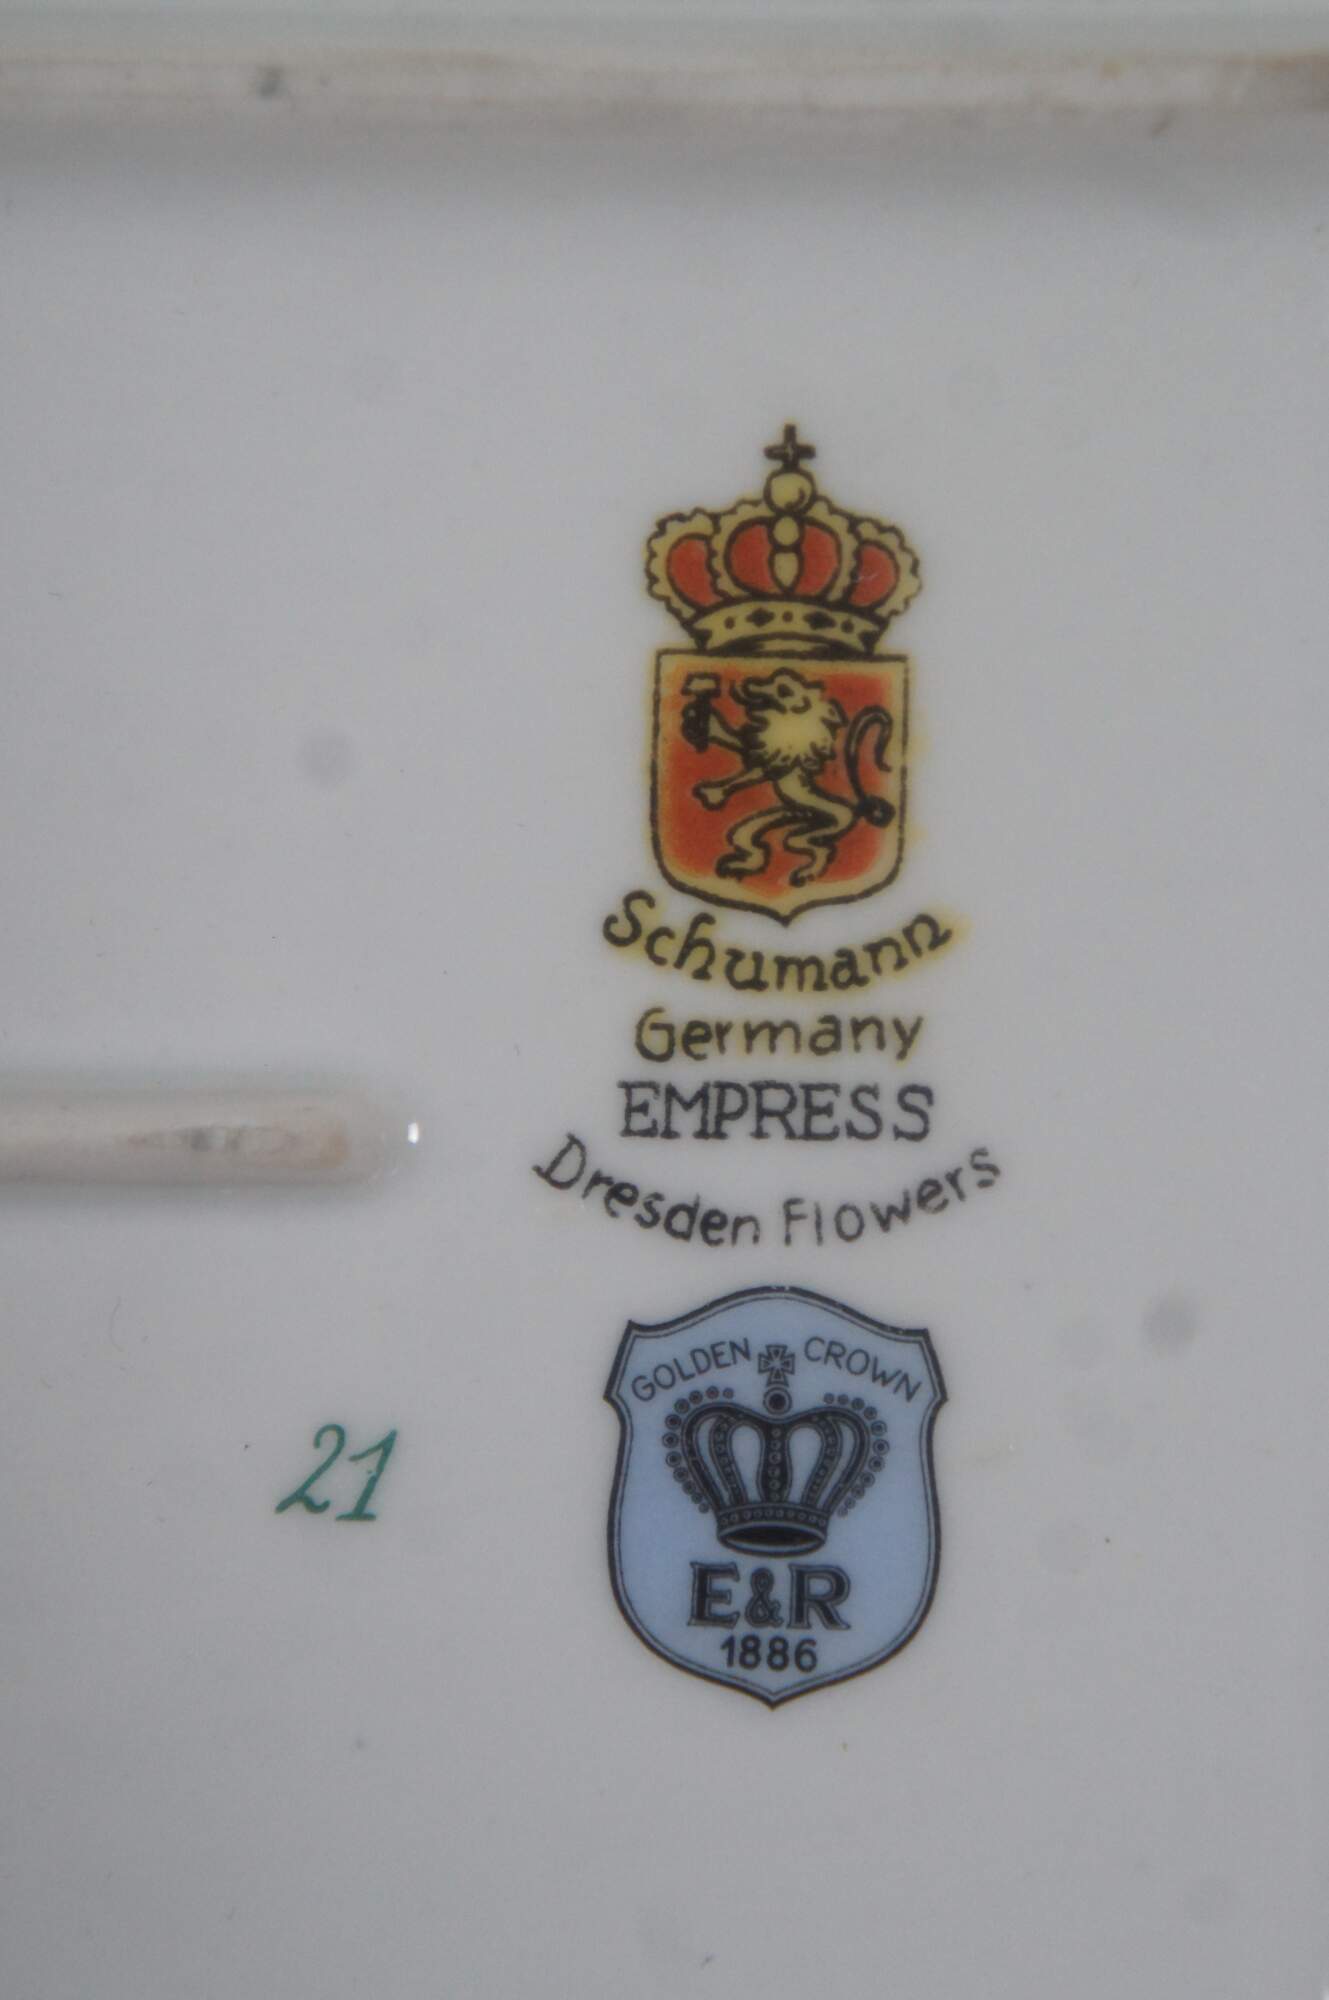 Schumann
Germany
EMPRESS
Dresden Flowers
GOLDEN CROWN
E&R
1886
21